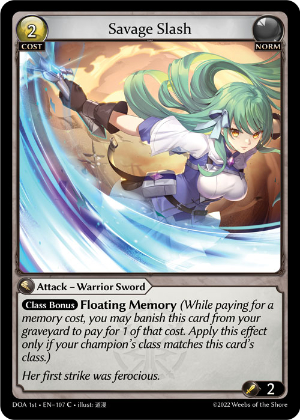 Savage Slash
2
COST
NORM
Attack – Warrior Sword
Class Bonus Floating Memory (While paying for
a memory cost, you may banish this card from
your graveyard to pay for 1 of that cost. Apply this effect
only if your champion's class matches this card's
class.)
Her first strike was ferocious.
2
DOA 1st • EN-107 C • illust: 道漫
©2022 Weebs of the Shore